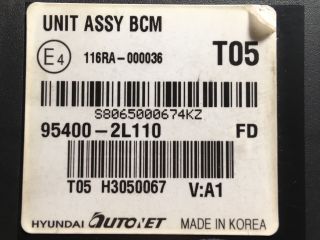 UNIT ASSY BCM
E4 116RA-000036 T05
S8065000674KZ
95400-2L110 FD
T05 H3050067 V:A1
HYUNDAI AUTONET MADE IN KOREA